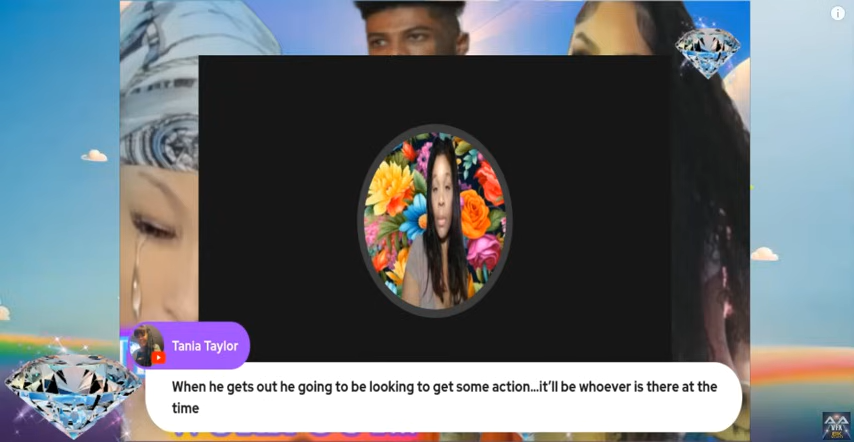 Tania Taylor
When he gets out he going to be looking to get some action...it'll be whoever is there at the
time